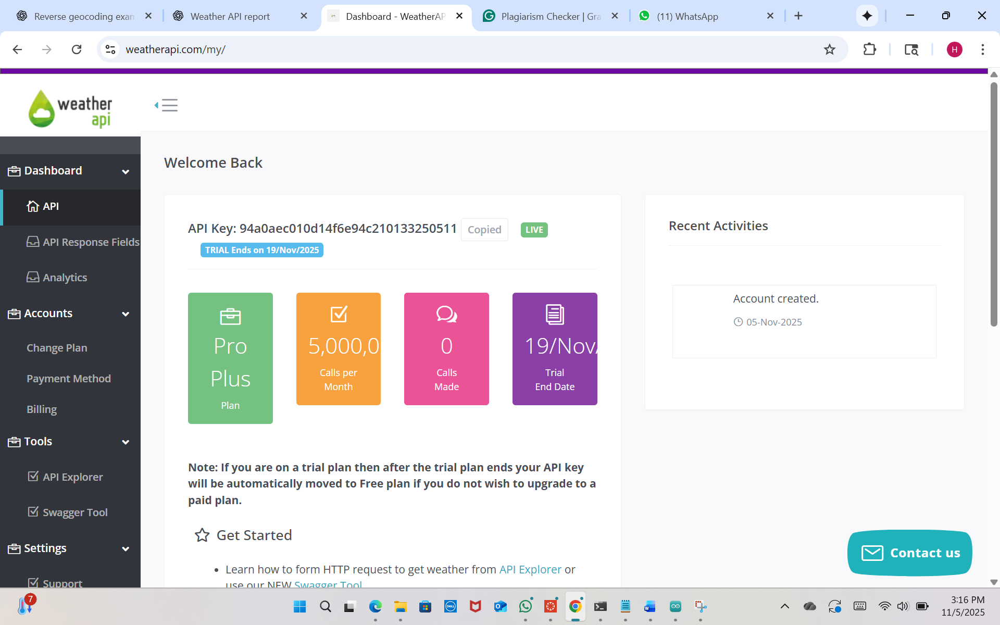 Reverse geocoding exan
Weather API report
Dashboard - WeatherAP
Plagiarism Checker | Gra
(11) WhatsApp
weatherapi.com/my/
H
weather
api
Dashboard
API
API Response Fields
Analytics
Accounts
Change Plan
Payment Method
Billing
Tools
API Explorer
Swagger Tool
Settings
Support
Welcome Back
API Key: 94a0aec010d14f6e94c210133250511
Copied
LIVE
TRIAL Ends on 19/Nov/2025
Pro
Plus
Plan
5,000,0
Calls per
Month
0
Calls
Made
19/Nov/
Trial
End Date
Note: If you are on a trial plan then after the trial plan ends your API key
will be automatically moved to Free plan if you do not wish to upgrade to a
paid plan.
Get Started
• Learn how to form HTTP request to get weather from API Explorer or
use our NEW Swagger Tool
Recent Activities
Account created.
05-Nov-2025
Contact us
7
DELL
3:16 PM
11/5/2025